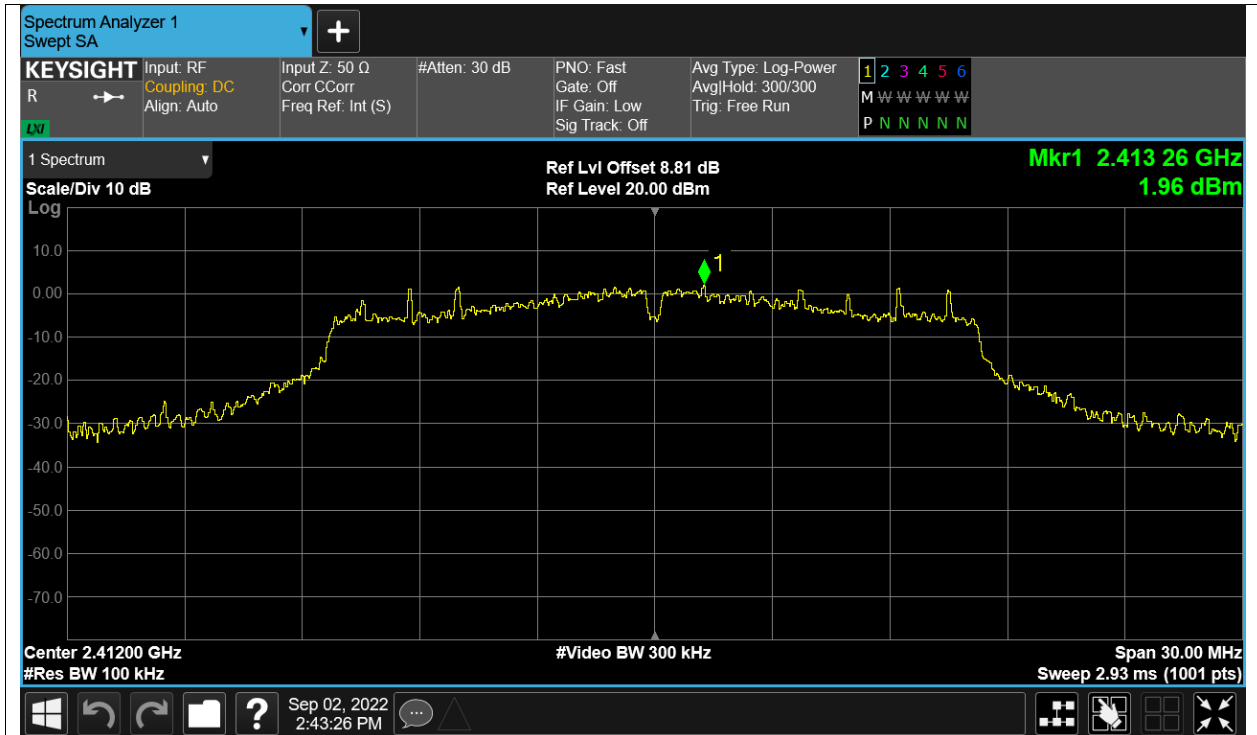 Spectrum Analyzer 1
Swept SA
KEYSIGHT
R
LXI
Input: RF
Coupling: DC
Align: Auto
Input Z: 50 Ω
Corr CCorr
Freq Ref: Int (S)
#Atten: 30 dB
PNO: Fast
Gate: Off
IF Gain: Low
Sig Track: Off
Avg Type: Log-Power
Avg|Hold: 300/300
Trig: Free Run
1 2 3 4 5 6
M W W W W W
P N N N N N
1 Spectrum
Scale/Div 10 dB
Log
Ref Lvl Offset 8.81 dB
Ref Level 20.00 dBm
Mkr1 2.413 26 GHz
1.96 dBm
1
10.0
0.00
-10.0
-20.0
-30.0
-40.0
-50.0
-60.0
-70.0
Center 2.41200 GHz
#Video BW 300 kHz
Span 30.00 MHz
#Res BW 100 kHz
Sweep 2.93 ms (1001 pts)
?
Sep 02, 2022
2:43:26 PM